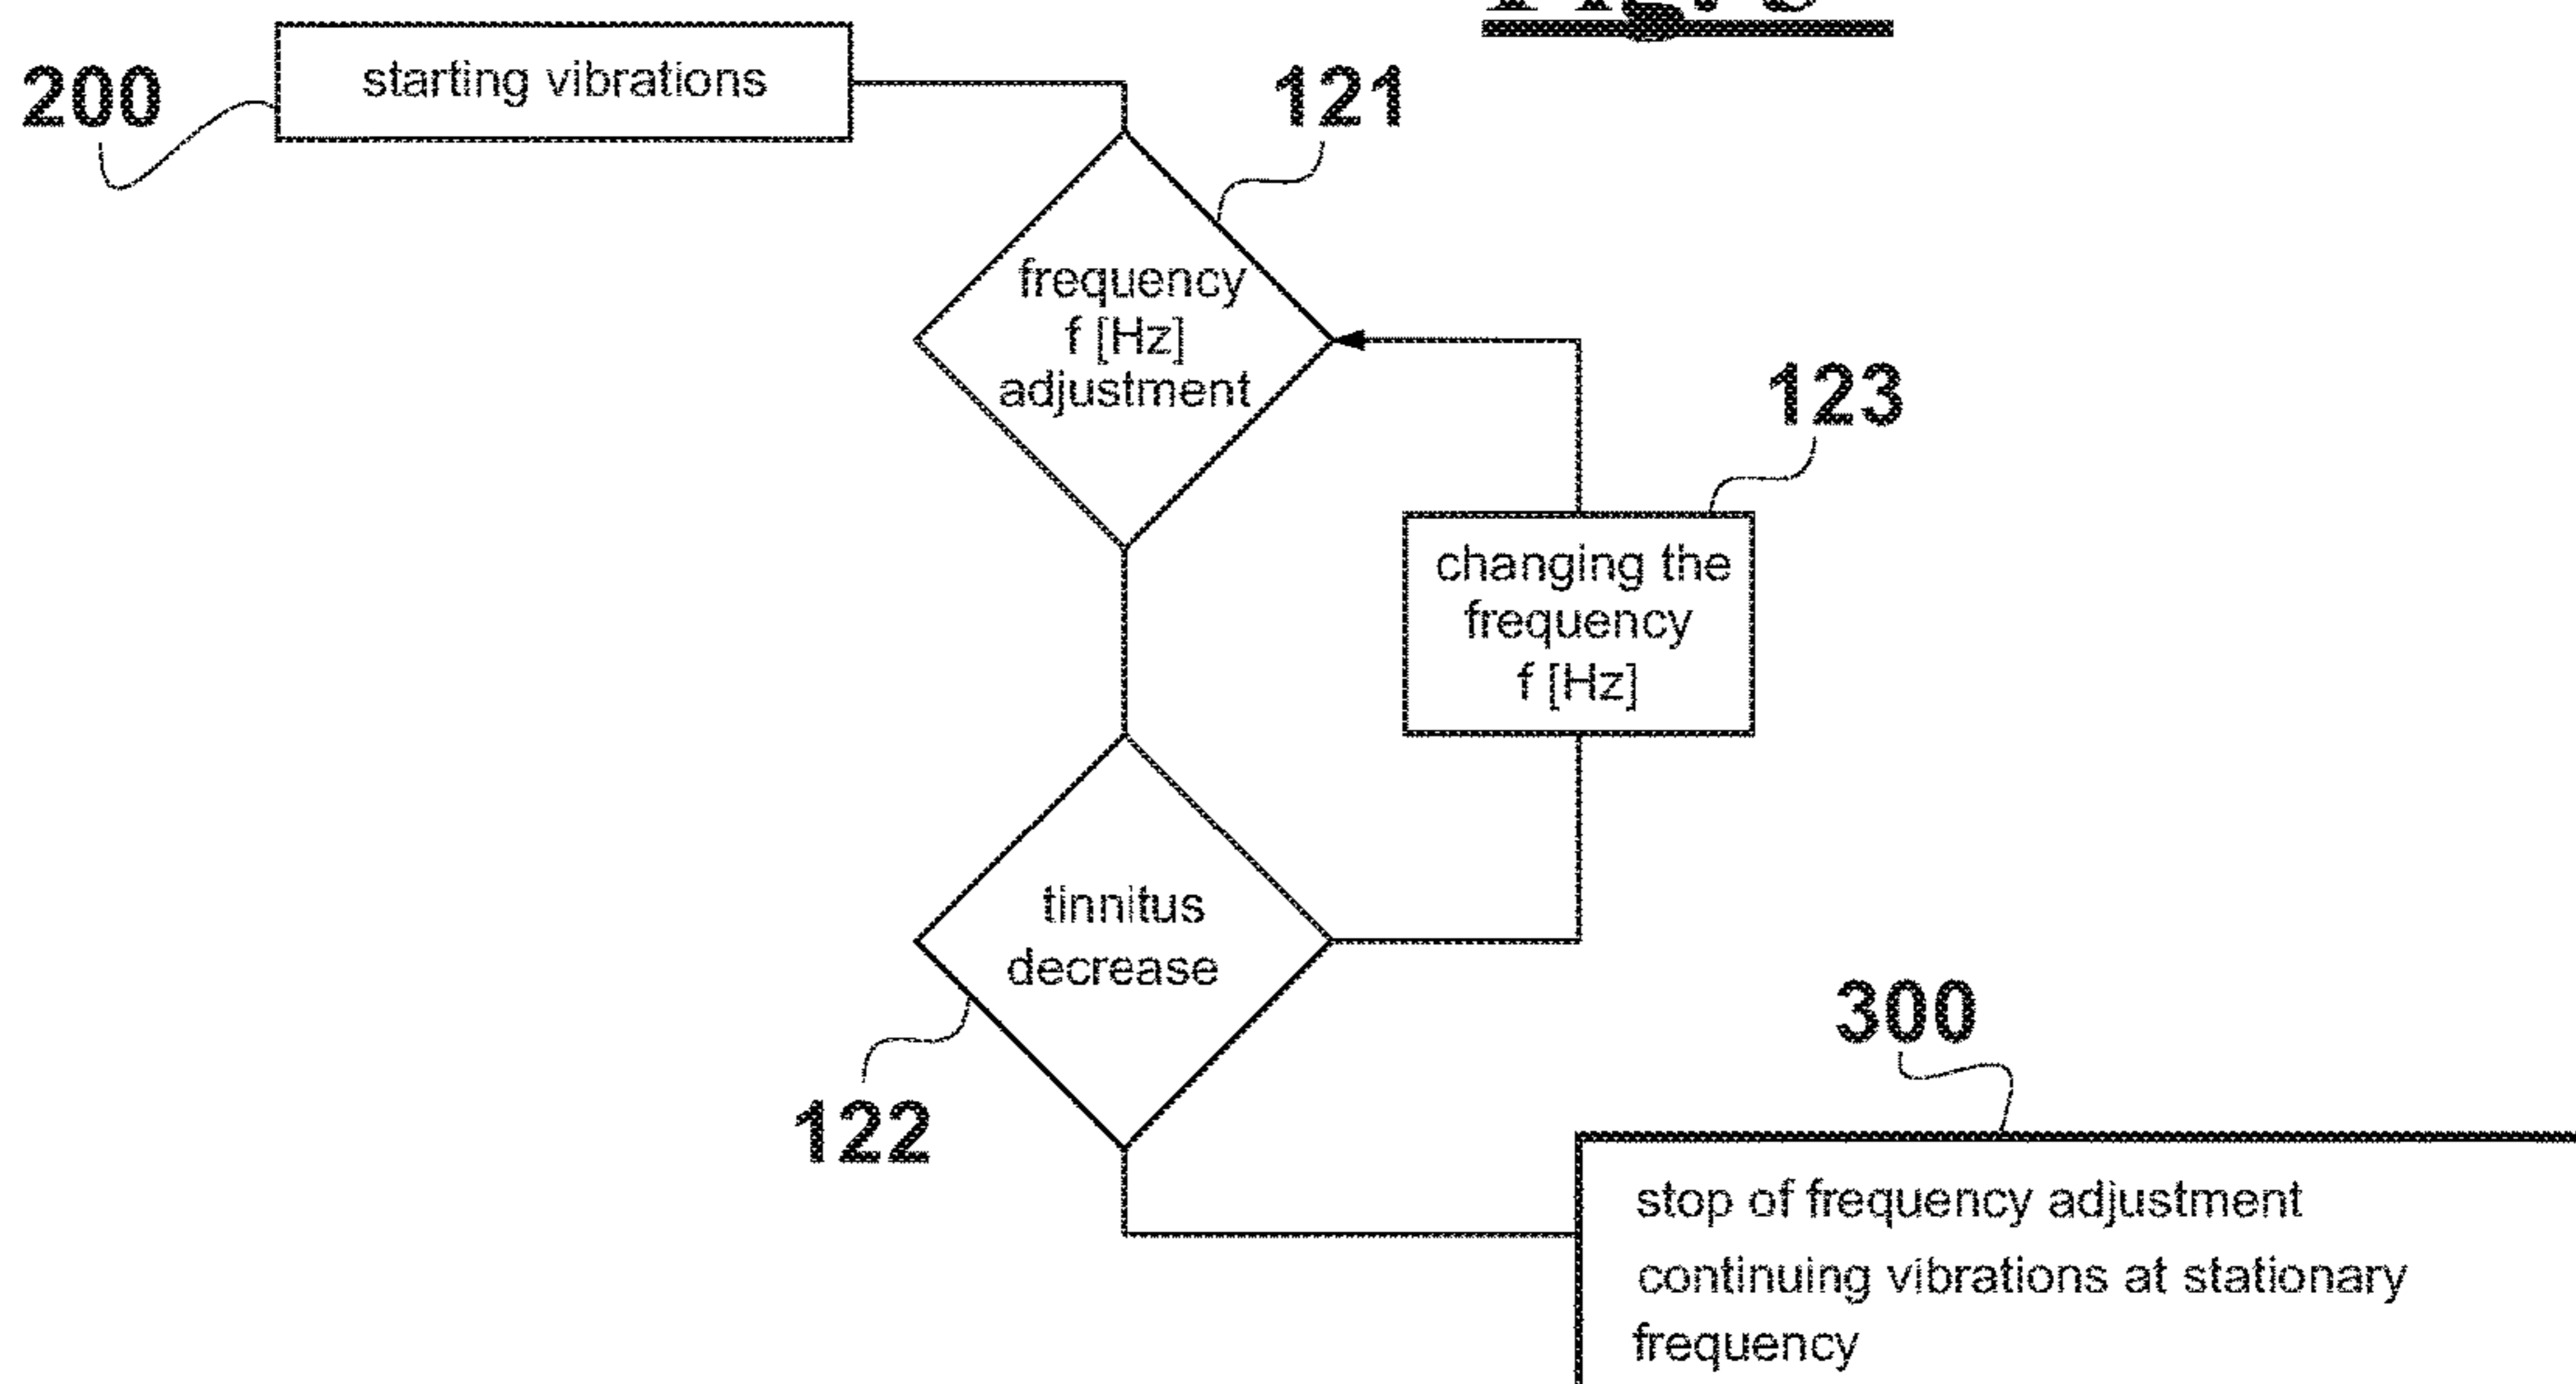 200
starting vibrations
121
frequency
f [Hz]
adjustment
123
changing the
frequency
f [Hz]
tinnitus
decrease
122
300
stop of frequency adjustment
continuing vibrations at stationary
frequency